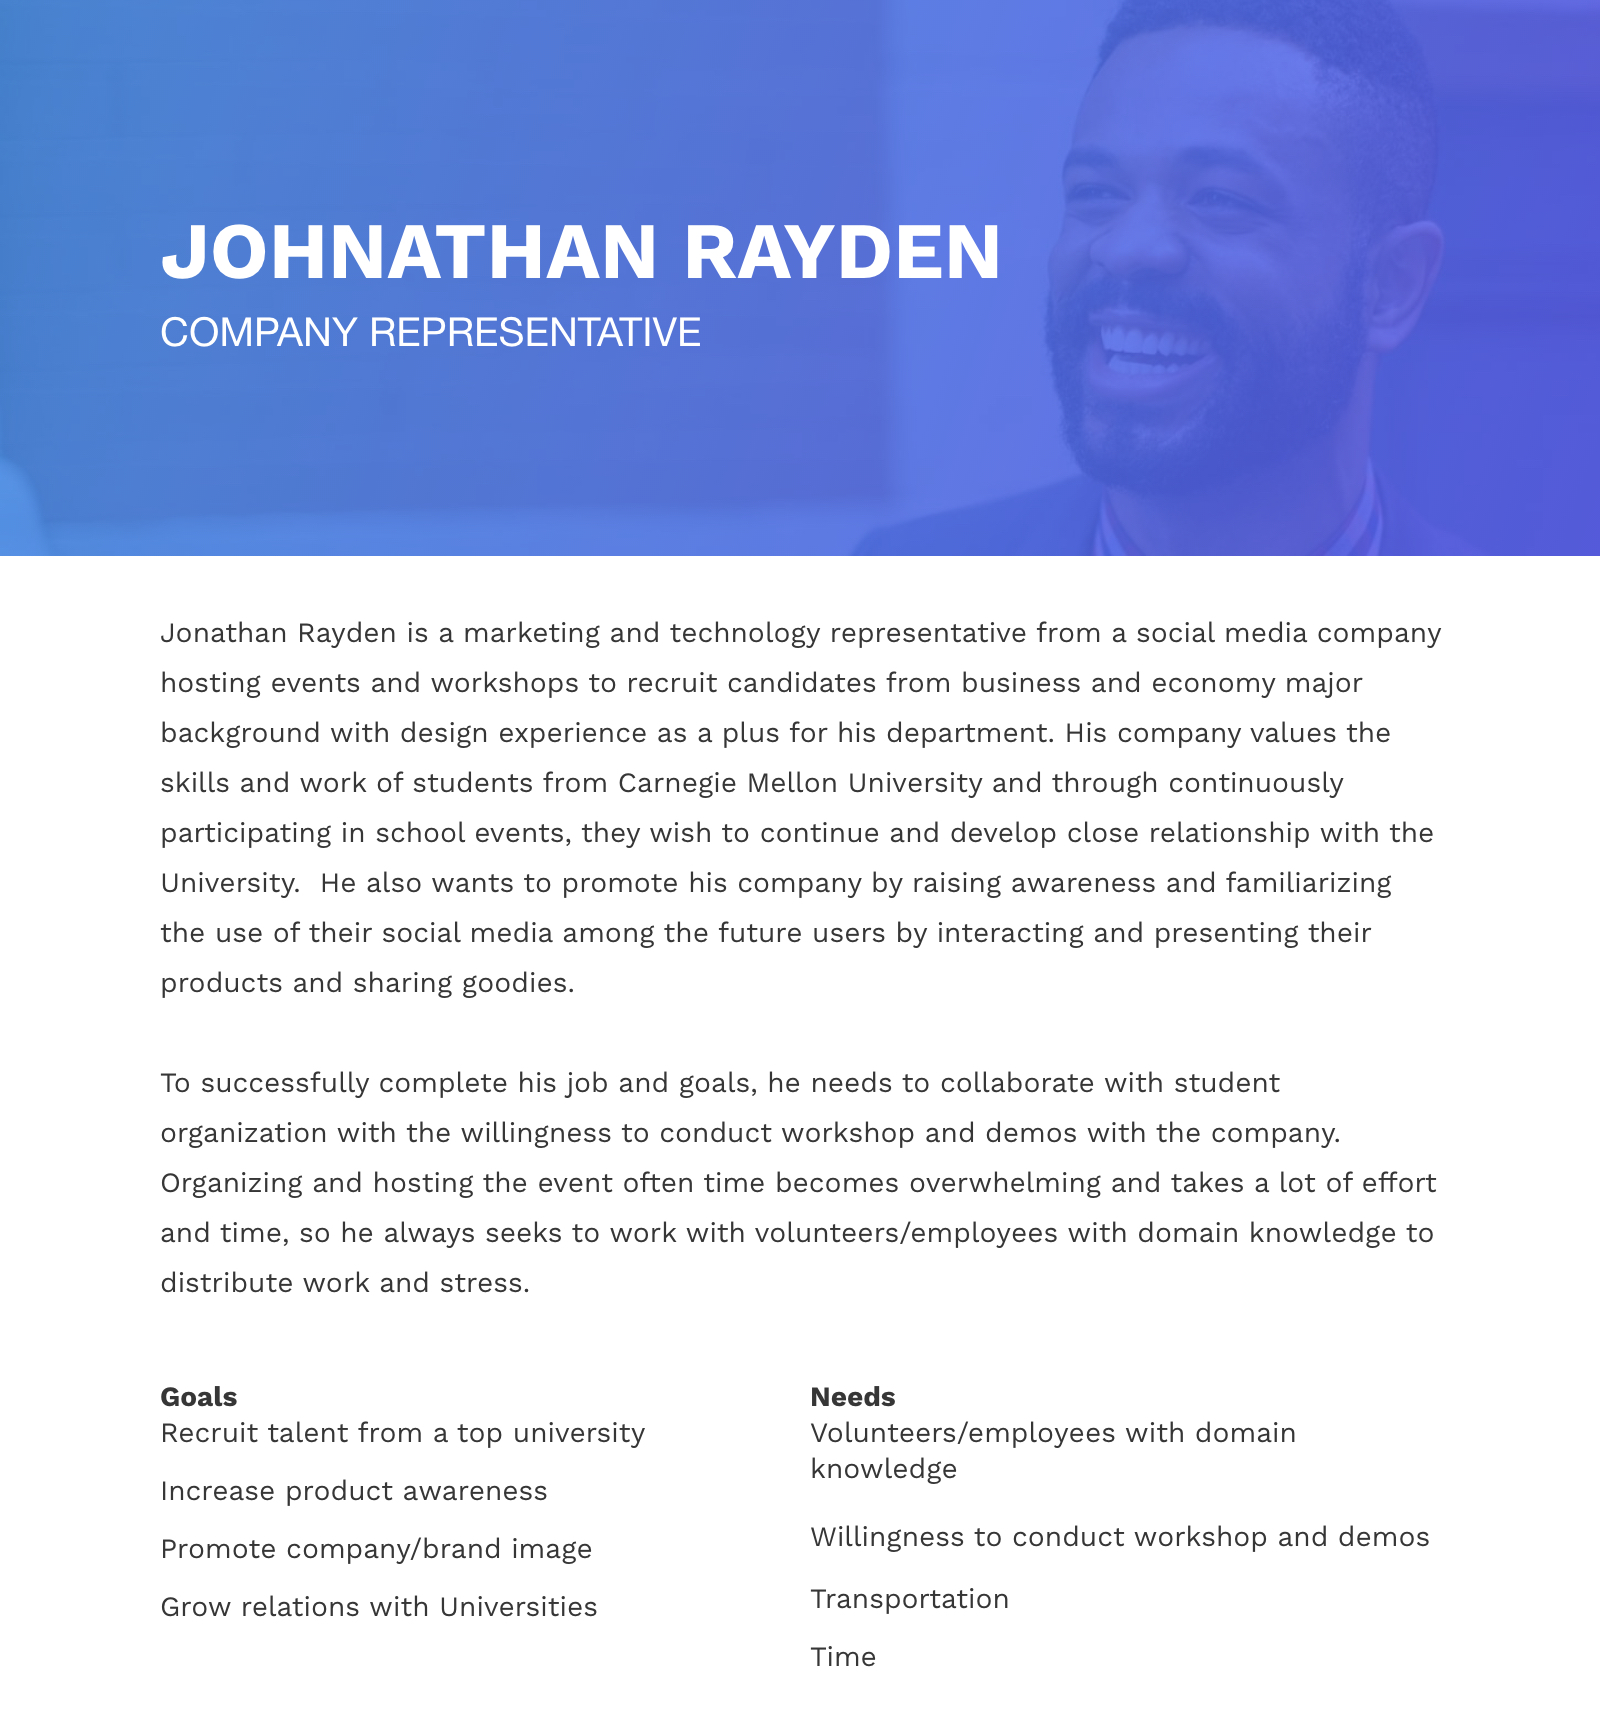 JOHNATHAN RAYDEN
COMPANY REPRESENTATIVE
Jonathan Rayden is a marketing and technology representative from a social media company
hosting events and workshops to recruit candidates from business and economy major
background with design experience as a plus for his department. His company values the
skills and work of students from Carnegie Mellon University and through continuously
participating in school events, they wish to continue and develop close relationship with the
University.  He also wants to promote his company by raising awareness and familiarizing
the use of their social media among the future users by interacting and presenting their
products and sharing goodies.
To successfully complete his job and goals, he needs to collaborate with student
organization with the willingness to conduct workshop and demos with the company.
Organizing and hosting the event often time becomes overwhelming and takes a lot of effort
and time, so he always seeks to work with volunteers/employees with domain knowledge to
distribute work and stress.
Goals
Recruit talent from a top university
Increase product awareness
Promote company/brand image
Grow relations with Universities
Needs
Volunteers/employees with domain
knowledge
Willingness to conduct workshop and demos
Transportation
Time